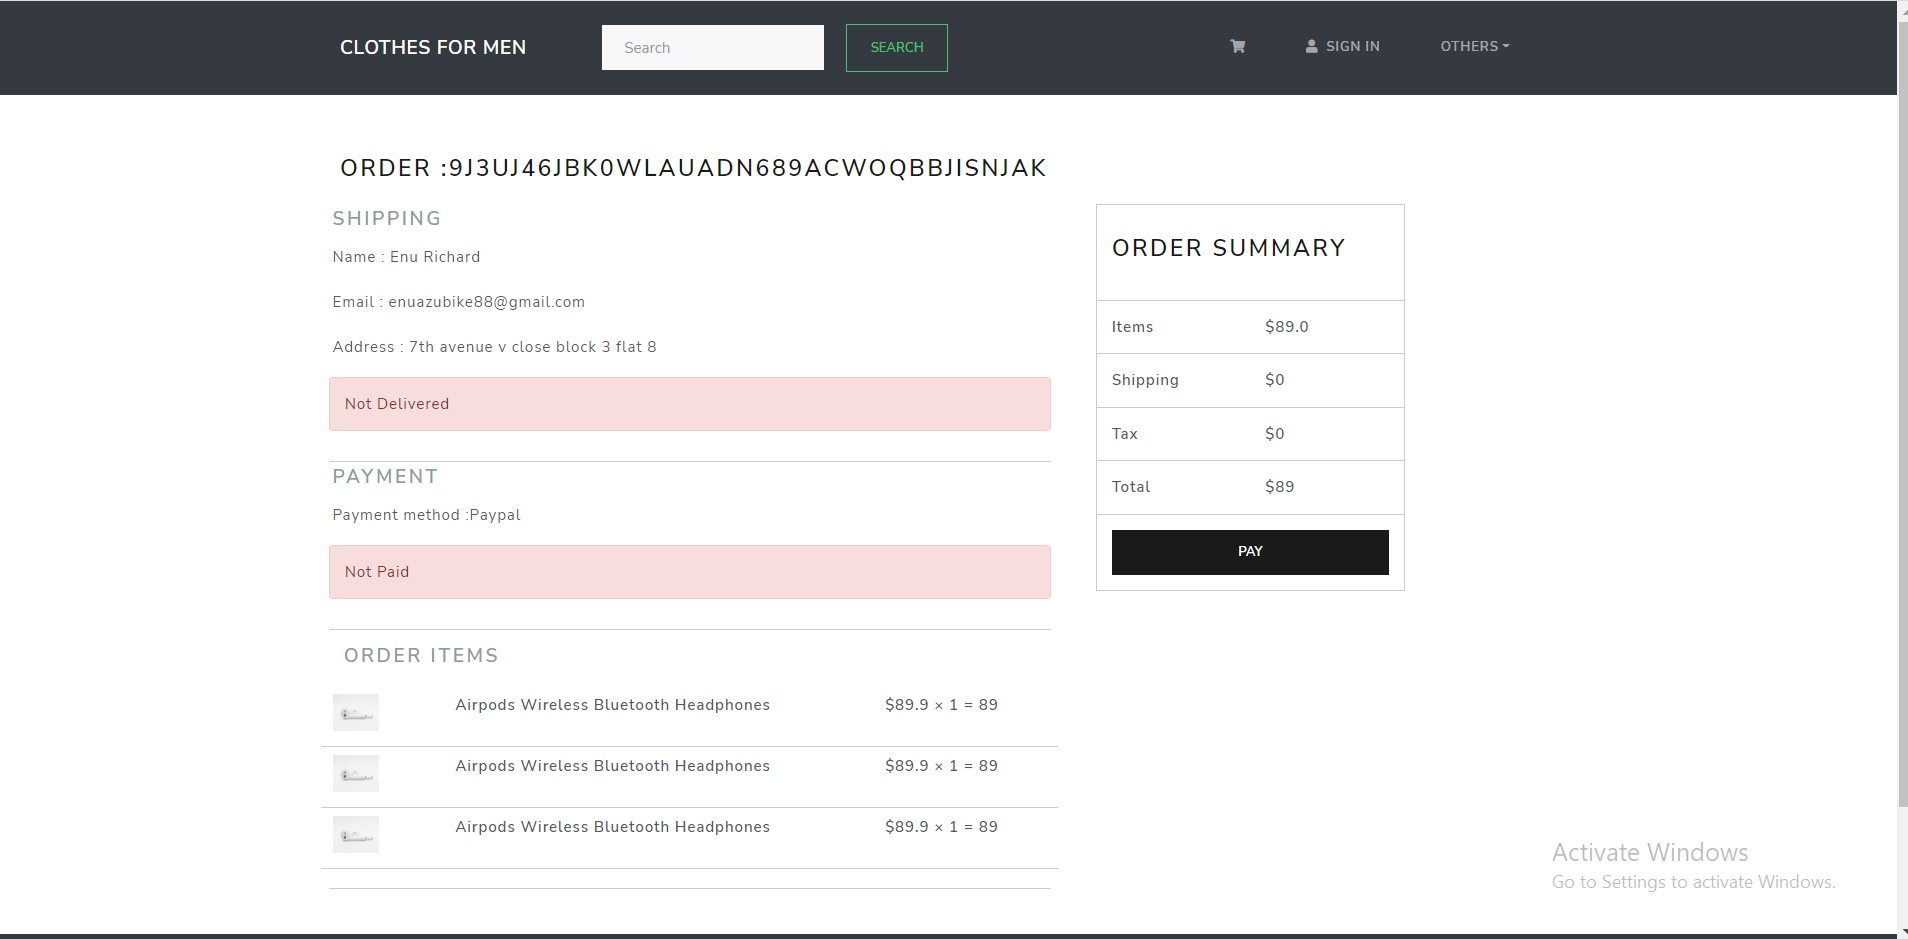 CLOTHES FOR MEN
Search
SEARCH
SIGN IN
OTHERS
ORDER :9J3UJ46JBK0WLAUADN689ACWOQBBJISNJAK
SHIPPING
Name : Enu Richard
Email : enuazubike88@gmail.com
Address : 7th avenue v close block 3 flat 8
Not Delivered
PAYMENT
Payment method :Paypal
Not Paid
ORDER ITEMS
Airpods Wireless Bluetooth Headphones $89.9 × 1 = 89
Airpods Wireless Bluetooth Headphones $89.9 × 1 = 89
Airpods Wireless Bluetooth Headphones $89.9 × 1 = 89
ORDER SUMMARY
Items $89.0
Shipping $0
Tax $0
Total $89
PAY
Activate Windows
Go to Settings to activate Windows.